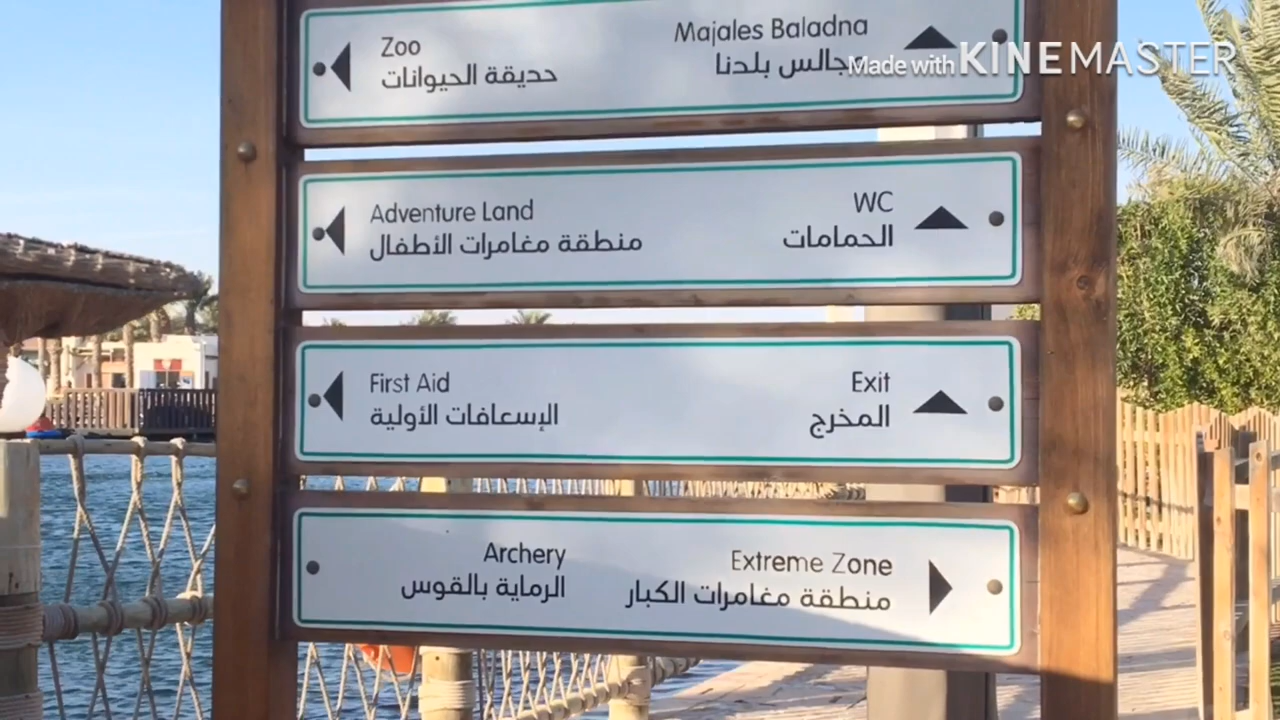 Zoo
حديقة الحيوانات
Majales Baladna
مجالس بلدنا
Made with KINEMASTER
Adventure Land
منطقة مغامرات الأطفال
WC
الحمامات
First Aid
الإسعافات الأولية
Exit
المخرج
Archery
الرماية بالقوس
Extreme Zone
منطقة مغامرات الكبار